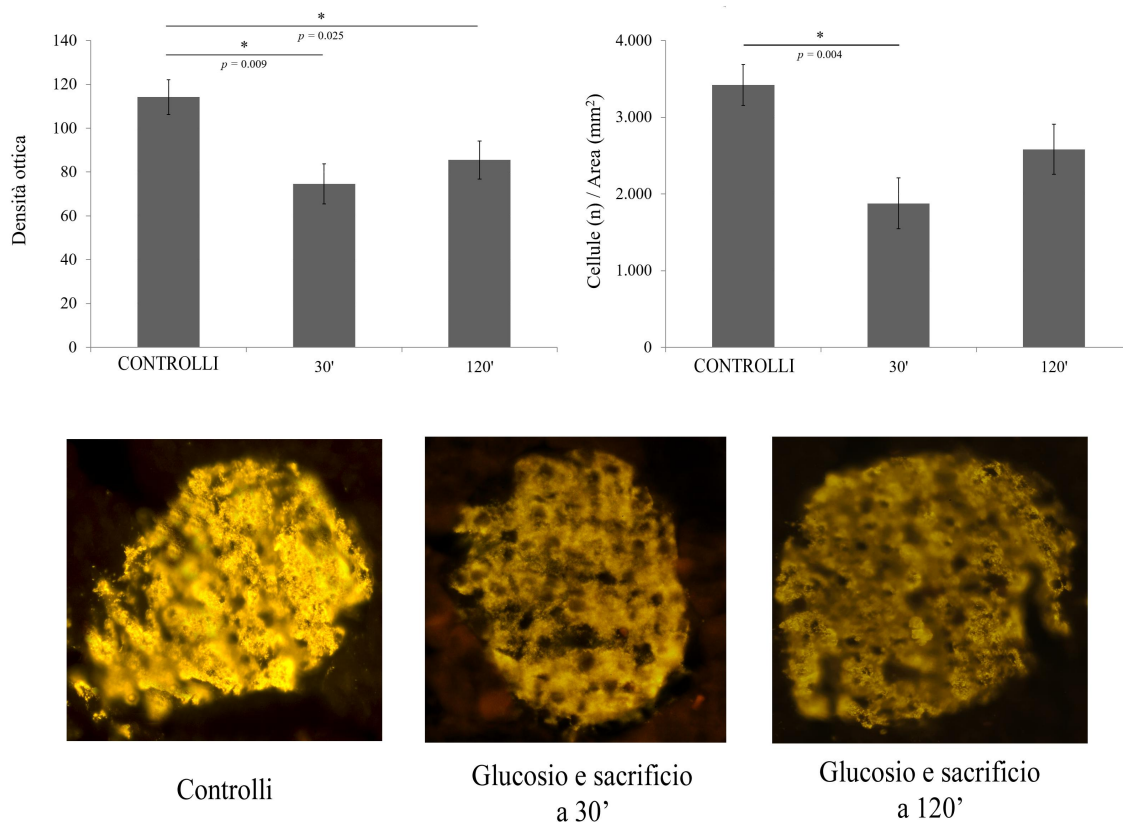 *
p = 0.025
*
p = 0.009
140
120
100
80
60
40
20
0
Densità ottica
CONTROLLI 30' 120'
*
p = 0.004
4.000
3.000
2.000
1.000
0
Cellule (n) / Area (mm²)
CONTROLLI 30' 120'
Controlli
Glucosio e sacrificio
a 30’
Glucosio e sacrificio
a 120’